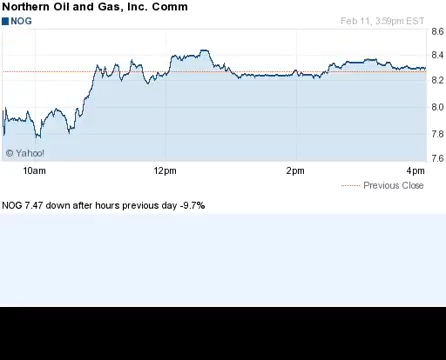 Northern Oil and Gas, Inc. Comm
NOG
Feb 11, 3:59pm EST
8.6
8.4
8.2
8.0
7.8
7.6
© Yahoo!
10am
12pm
2pm
4pm
Previous Close
NOG 7.47 down after hours previous day -9.7%